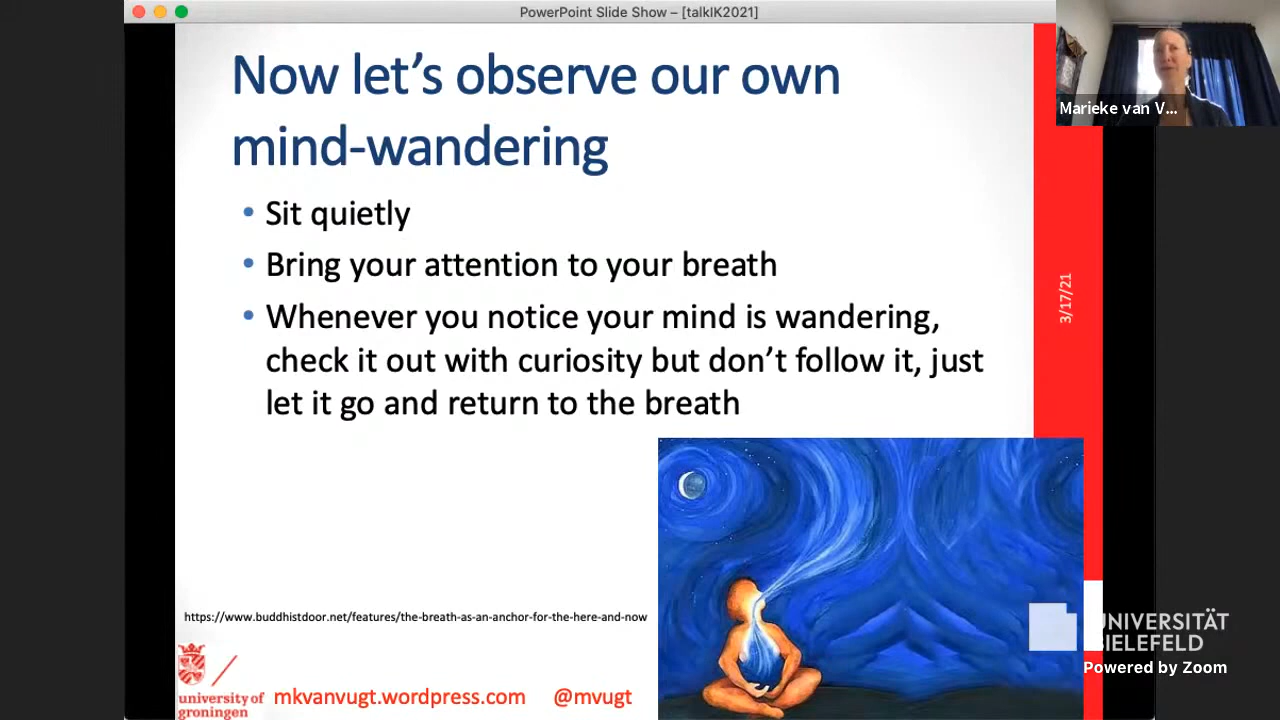 PowerPoint Slide Show – [talkIK2021]
Marieke van V...
Now let's observe our own
mind-wandering
• Sit quietly
• Bring your attention to your breath
• Whenever you notice your mind is wandering,
check it out with curiosity but don't follow it, just
let it go and return to the breath
3/17/21
https://www.buddhistdoor.net/features/the-breath-as-an-anchor-for-the-here-and-now
UNIVERSITÄT
BIELEFELD
Powered by Zoom
university of
groningen
mkvanvugt.wordpress.com @mvugt